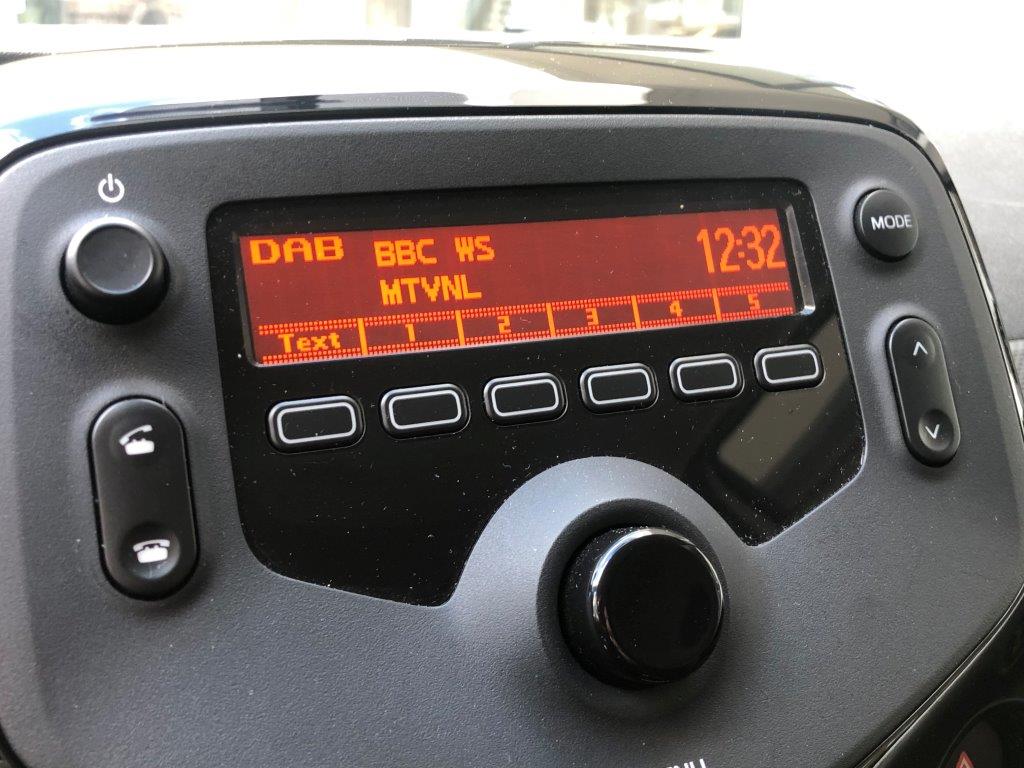 DAB BBC WS 12:32
MTVNL
Text 1 2 3 4 5
MODE